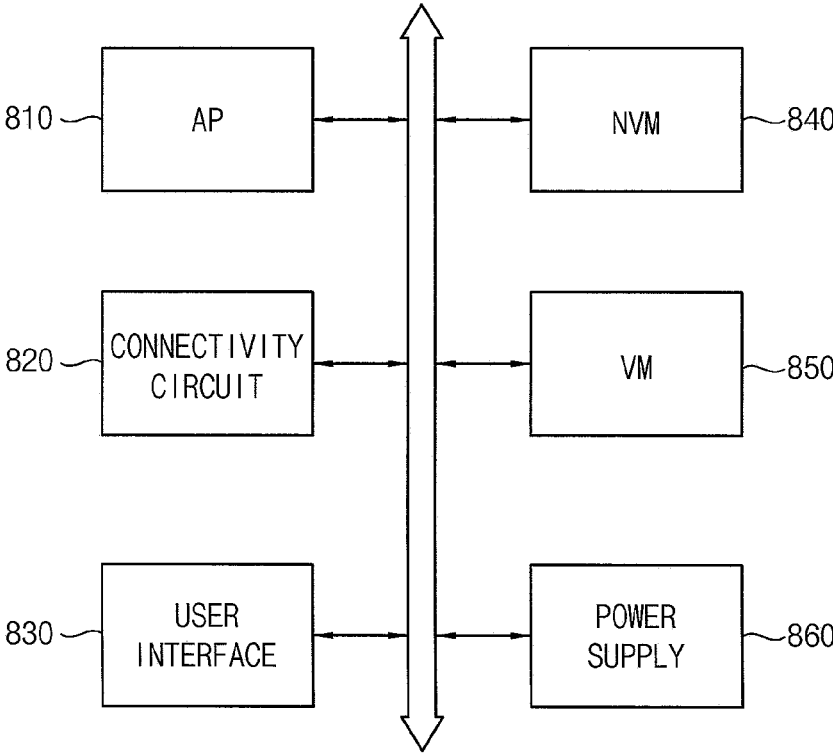 810
AP
NVM
840
820
CONNECTIVITY
CIRCUIT
VM
850
830
USER
INTERFACE
POWER
SUPPLY
860